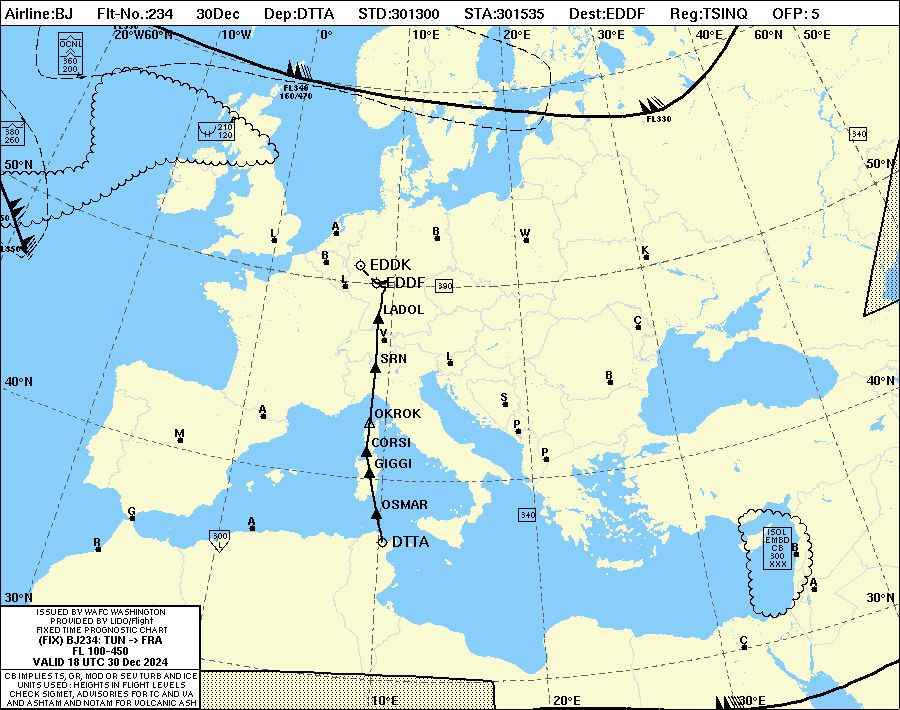 Airline:BJ Flt-No.:234 30Dec Dep:DTTA STD:301300 STA:301535 Dest:EDDF Reg:TSINQ OFP: 5
20°W60°N 10°W 0° 10°E 20°E 30°E 40°E 60°N 50°E
OCNL
360
200
FL340
160/470
FL330
380
260
210
120
340
50°N
50°N
50
FL350
L
A
B
W
K
B
L
EDDK
EDDF
390
LADOL
C
V
SRN
L
B
40°N
40°N
S
A
OKROK
P
M
CORSI
P
GIGGI
G
A
OSMAR
340
300
R
DTTA
ISOL
EMBD
CB
300
XXX
B
A
30°N
30°N
C
ISSUED BY WAFC WASHINGTON
PROVIDED BY LIDO/Flight
FIXED TIME PROGNOSTIC CHART
(FIX) BJ234: TUN -> FRA
FL 100-450
VALID 18 UTC 30 Dec 2024
CB IMPLIES TS, GR, MOD OR SEV TURB AND ICE
UNITS USED : HEIGHTS IN FLIGHT LEVELS
CHECK SIGMET, ADVISORIES FOR TC AND VA
AND ASHTAM AND NOTAM FOR VOLCANIC ASH
10°E 20°E 30°E